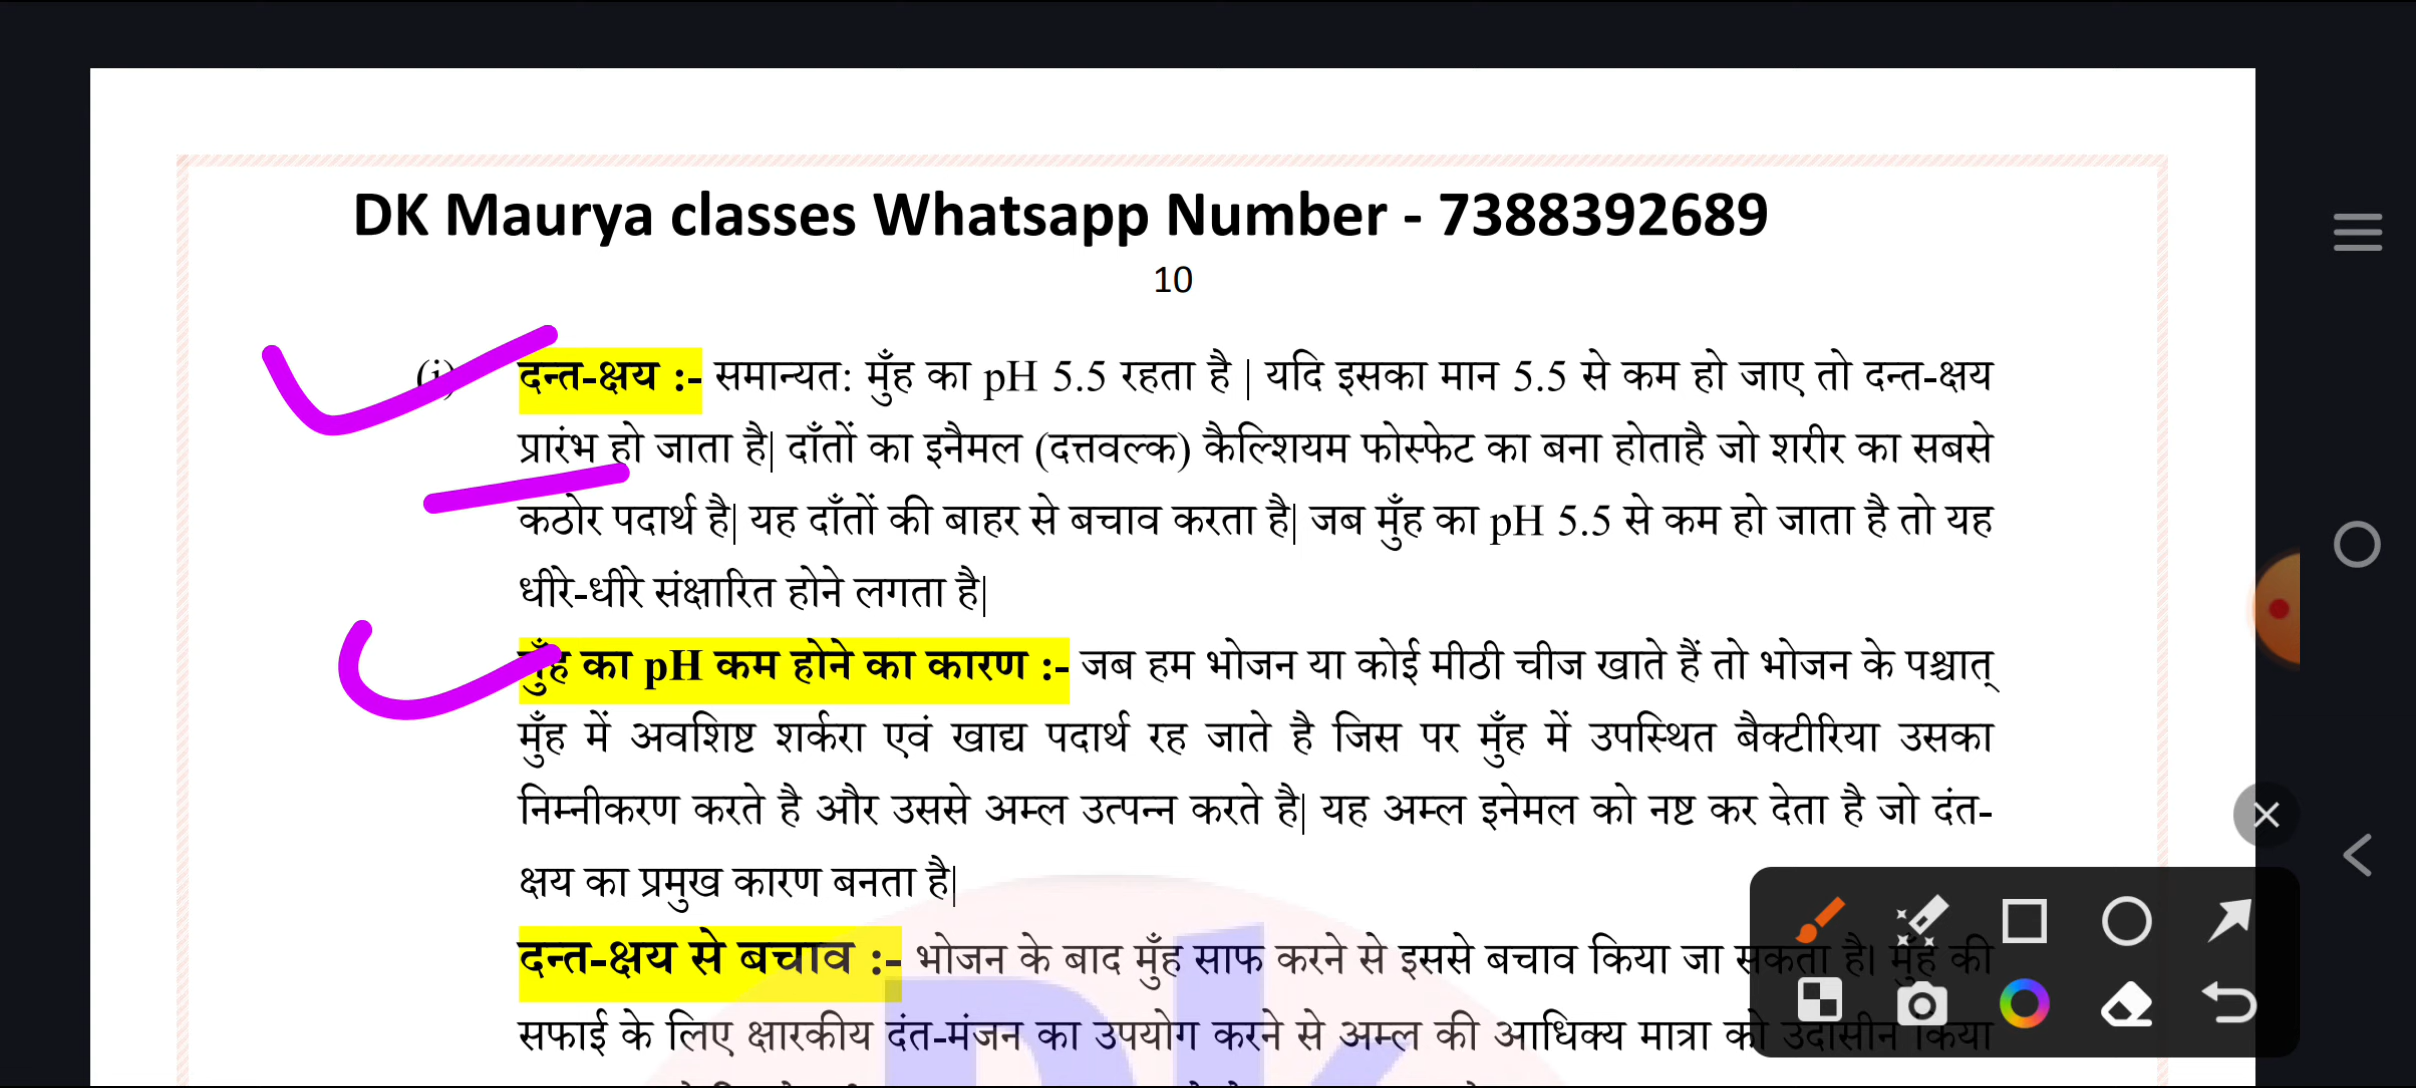 DK Maurya classes Whatsapp Number - 7388392689
10
(i) दन्त-क्षय :- समान्यत: मुँह का pH 5.5 रहता है | यदि इसका मान 5.5 से कम हो जाए तो दन्त-क्षय
प्रारंभ हो जाता है| दाँतों का इनैमल (दत्तवल्क) कैल्शियम फोस्फेट का बना होताहै जो शरीर का सबसे
कठोर पदार्थ है| यह दाँतों की बाहर से बचाव करता है| जब मुँह का pH 5.5 से कम हो जाता है तो यह
धीरे-धीरे संक्षारित होने लगता है|
मुँह का pH कम होने का कारण :- जब हम भोजन या कोई मीठी चीज खाते हैं तो भोजन के पश्चात्
मुँह में अवशिष्ट शर्करा एवं खाद्य पदार्थ रह जाते है जिस पर मुँह में उपस्थित बैक्टीरिया उसका
निम्नीकरण करते है और उससे अम्ल उत्पन्न करते है| यह अम्ल इनेमल को नष्ट कर देता है जो दंत-
क्षय का प्रमुख कारण बनता है|
दन्त-क्षय से बचाव :- भोजन के बाद मुँह साफ करने से इससे बचाव किया जा सकता है। मुँह की
सफाई के लिए क्षारकीय दंत-मंजन का उपयोग करने से अम्ल की आधिक्य मात्रा को उदासीन किया